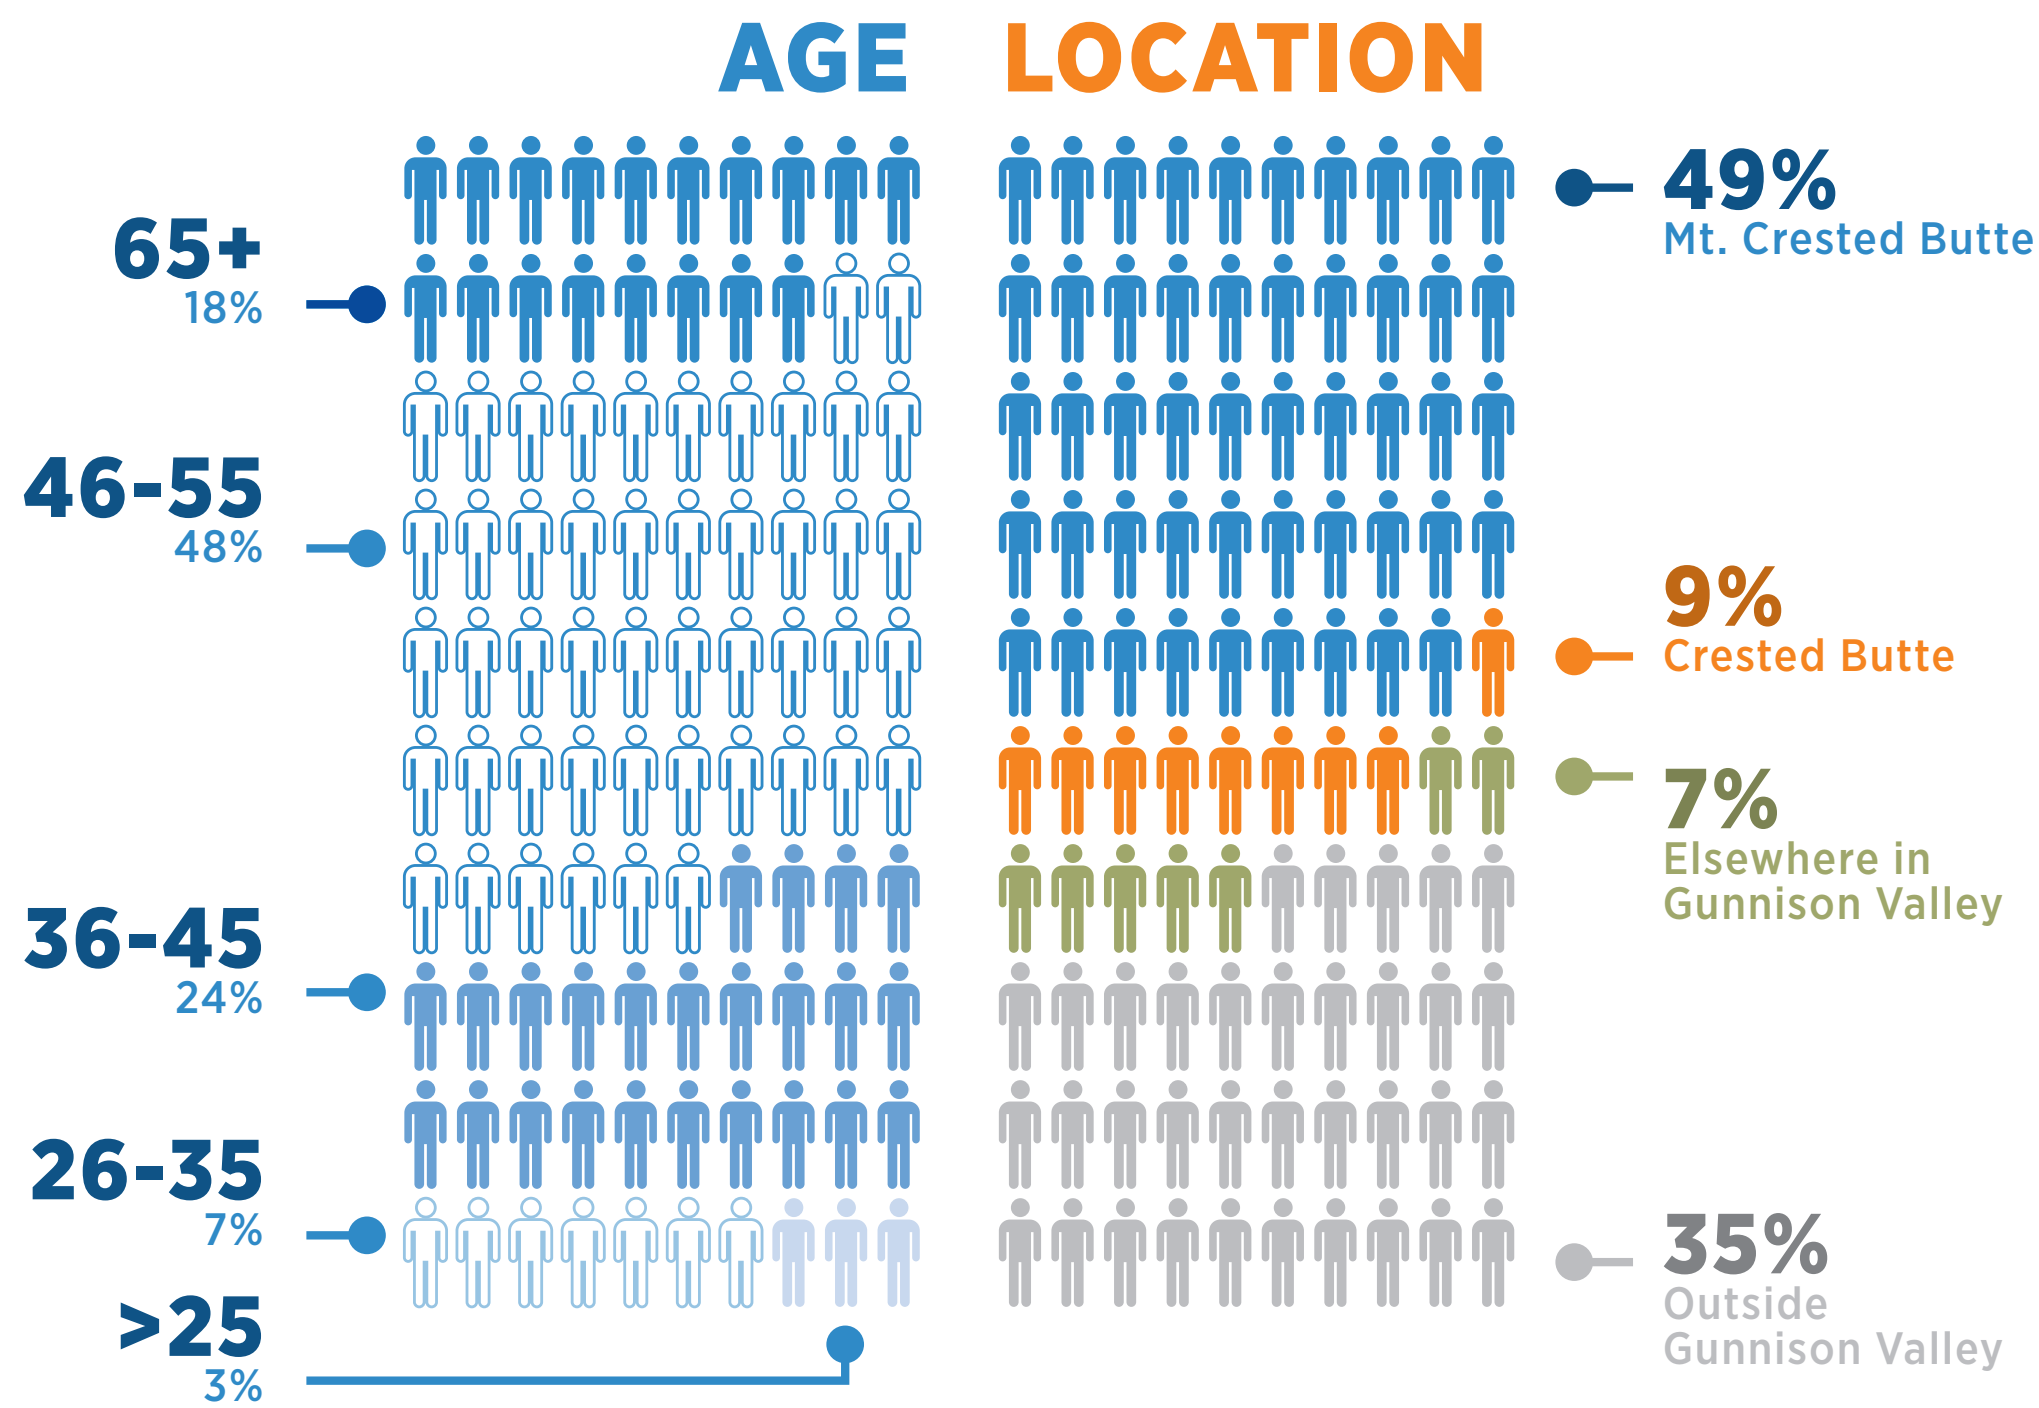 AGE
LOCATION
65+
18%
46-55
48%
36-45
24%
26-35
7%
>25
3%
49%
Mt. Crested Butte
9%
Crested Butte
7%
Elsewhere in
Gunnison Valley
35%
Outside
Gunnison Valley